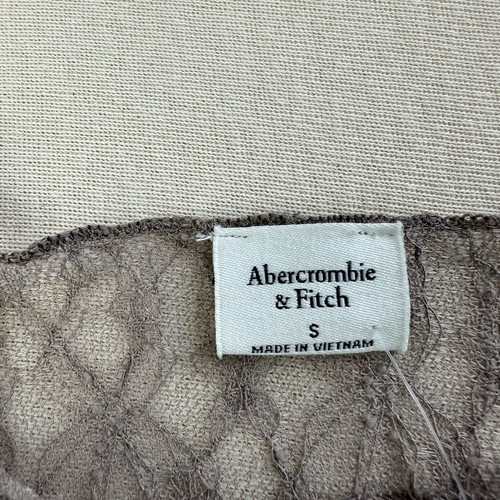 Abercrombie
& Fitch
S
MADE IN VIETNAM